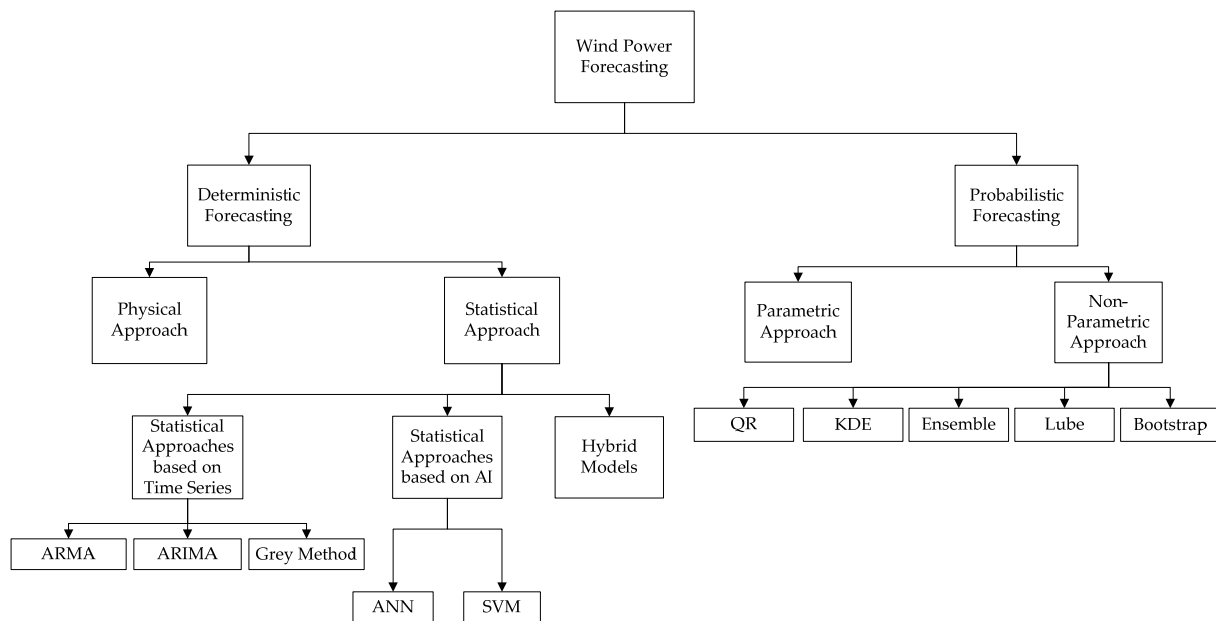 Wind Power
Forecasting
Deterministic
Forecasting
Probabilistic
Forecasting
Physical
Approach
Statistical
Approach
Parametric
Approach
Non-
Parametric
Approach
Statistical
Approaches
based on
Time Series
Statistical
Approaches
based on AI
Hybrid
Models
QR
KDE
Ensemble
Lube
Bootstrap
ARMA
ARIMA
Grey Method
ANN
SVM